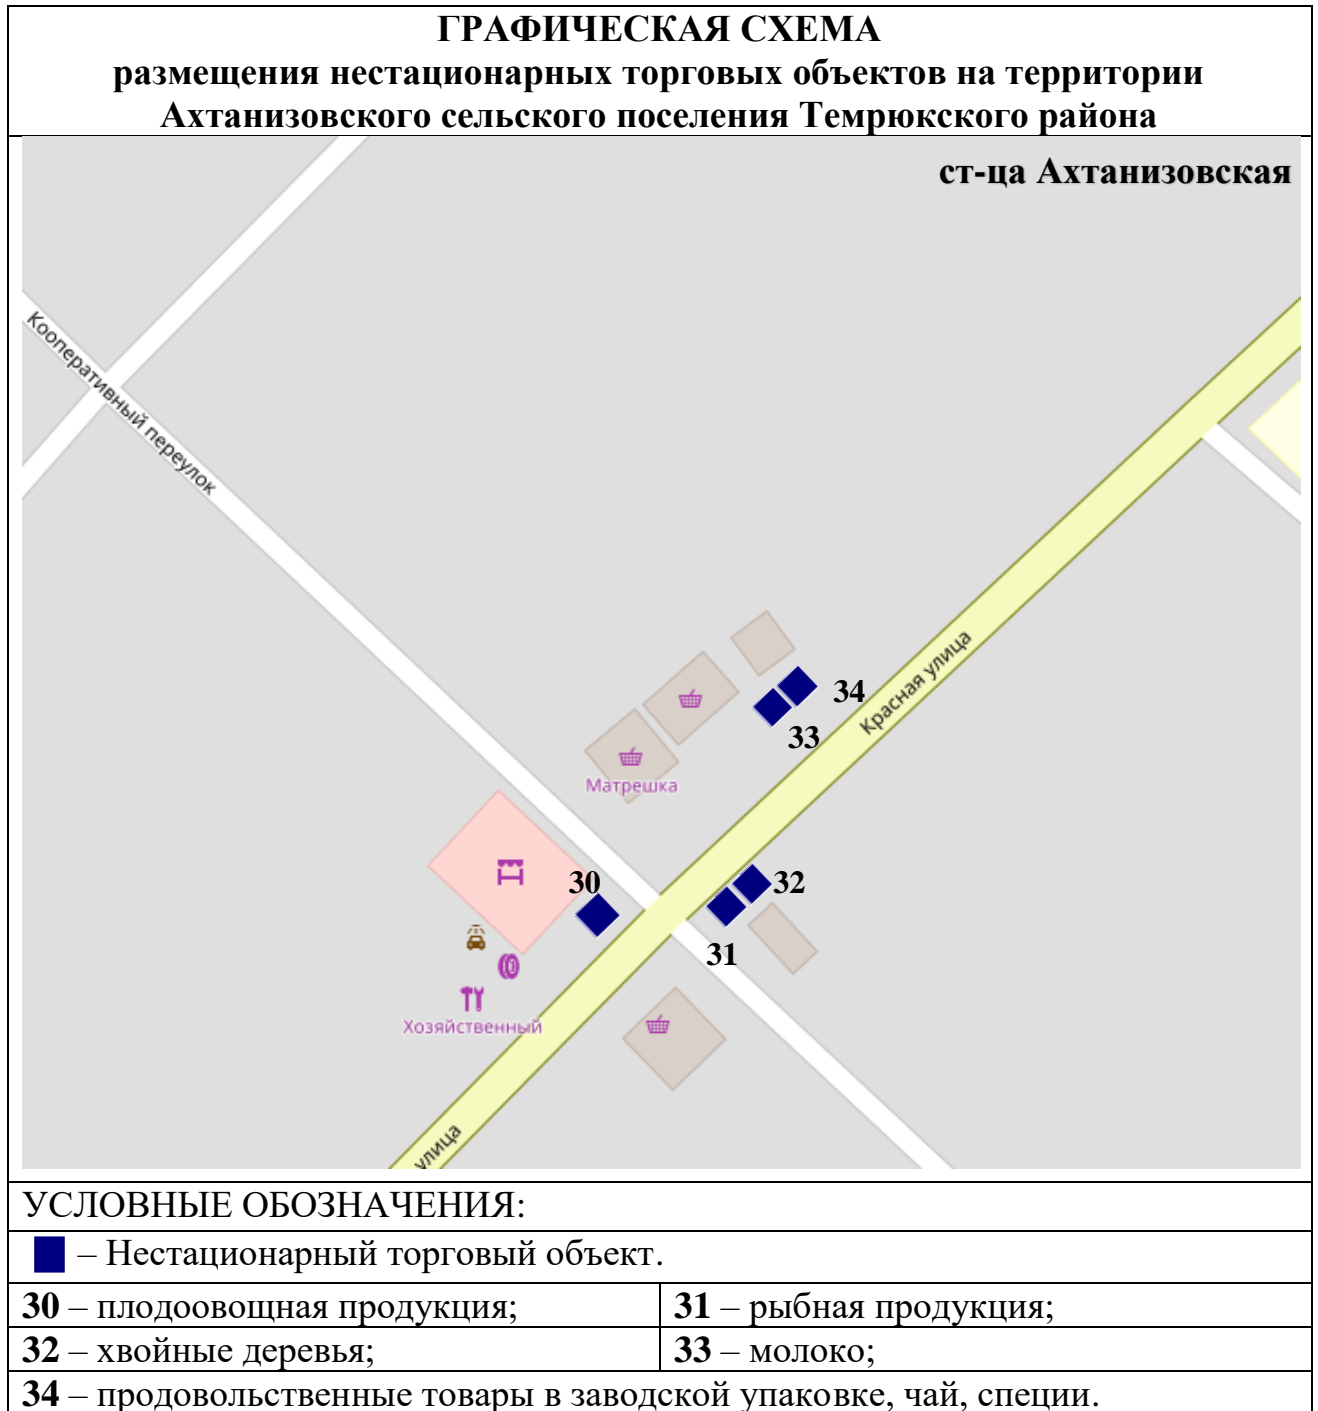 ГРАФИЧЕСКАЯ СХЕМА
размещения нестационарных торговых объектов на территории
Ахтанизовского сельского поселения Темрюкского района
ст-ца Ахтанизовская
Кооперативный переулок
34
Красная улица
33
Матрешка
30
32
31
Хозяйственный
улица
УСЛОВНЫЕ ОБОЗНАЧЕНИЯ:
– Нестационарный торговый объект.
30 – плодоовощная продукция;
31 – рыбная продукция;
32 – хвойные деревья;
33 – молоко;
34 – продовольственные товары в заводской упаковке, чай, специи.